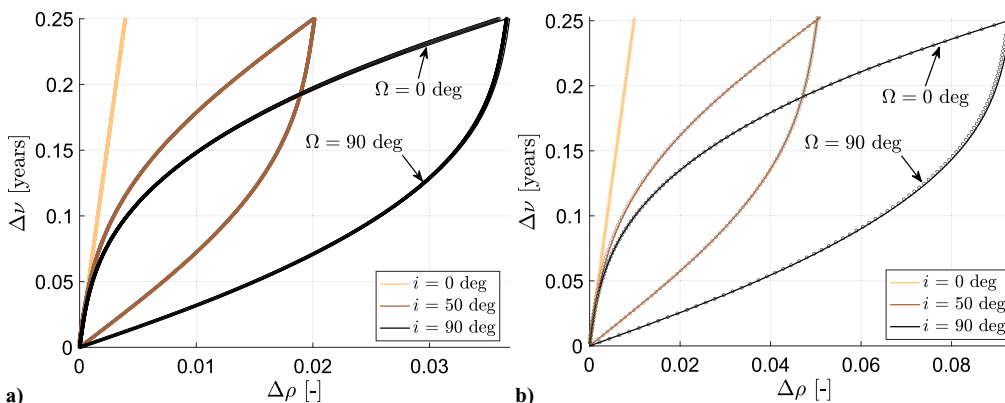 0.25
0.2
0.15
0.1
0.05
0
Δν [years]
Ω = 0 deg
Ω = 90 deg
i = 0 deg
i = 50 deg
i = 90 deg
0 0.01 0.02 0.03
Δρ [-]
a)
0.25
0.2
0.15
0.1
0.05
0
Δν [years]
Ω = 0 deg
Ω = 90 deg
i = 0 deg
i = 50 deg
i = 90 deg
0 0.02 0.04 0.06 0.08
Δρ [-]
b)